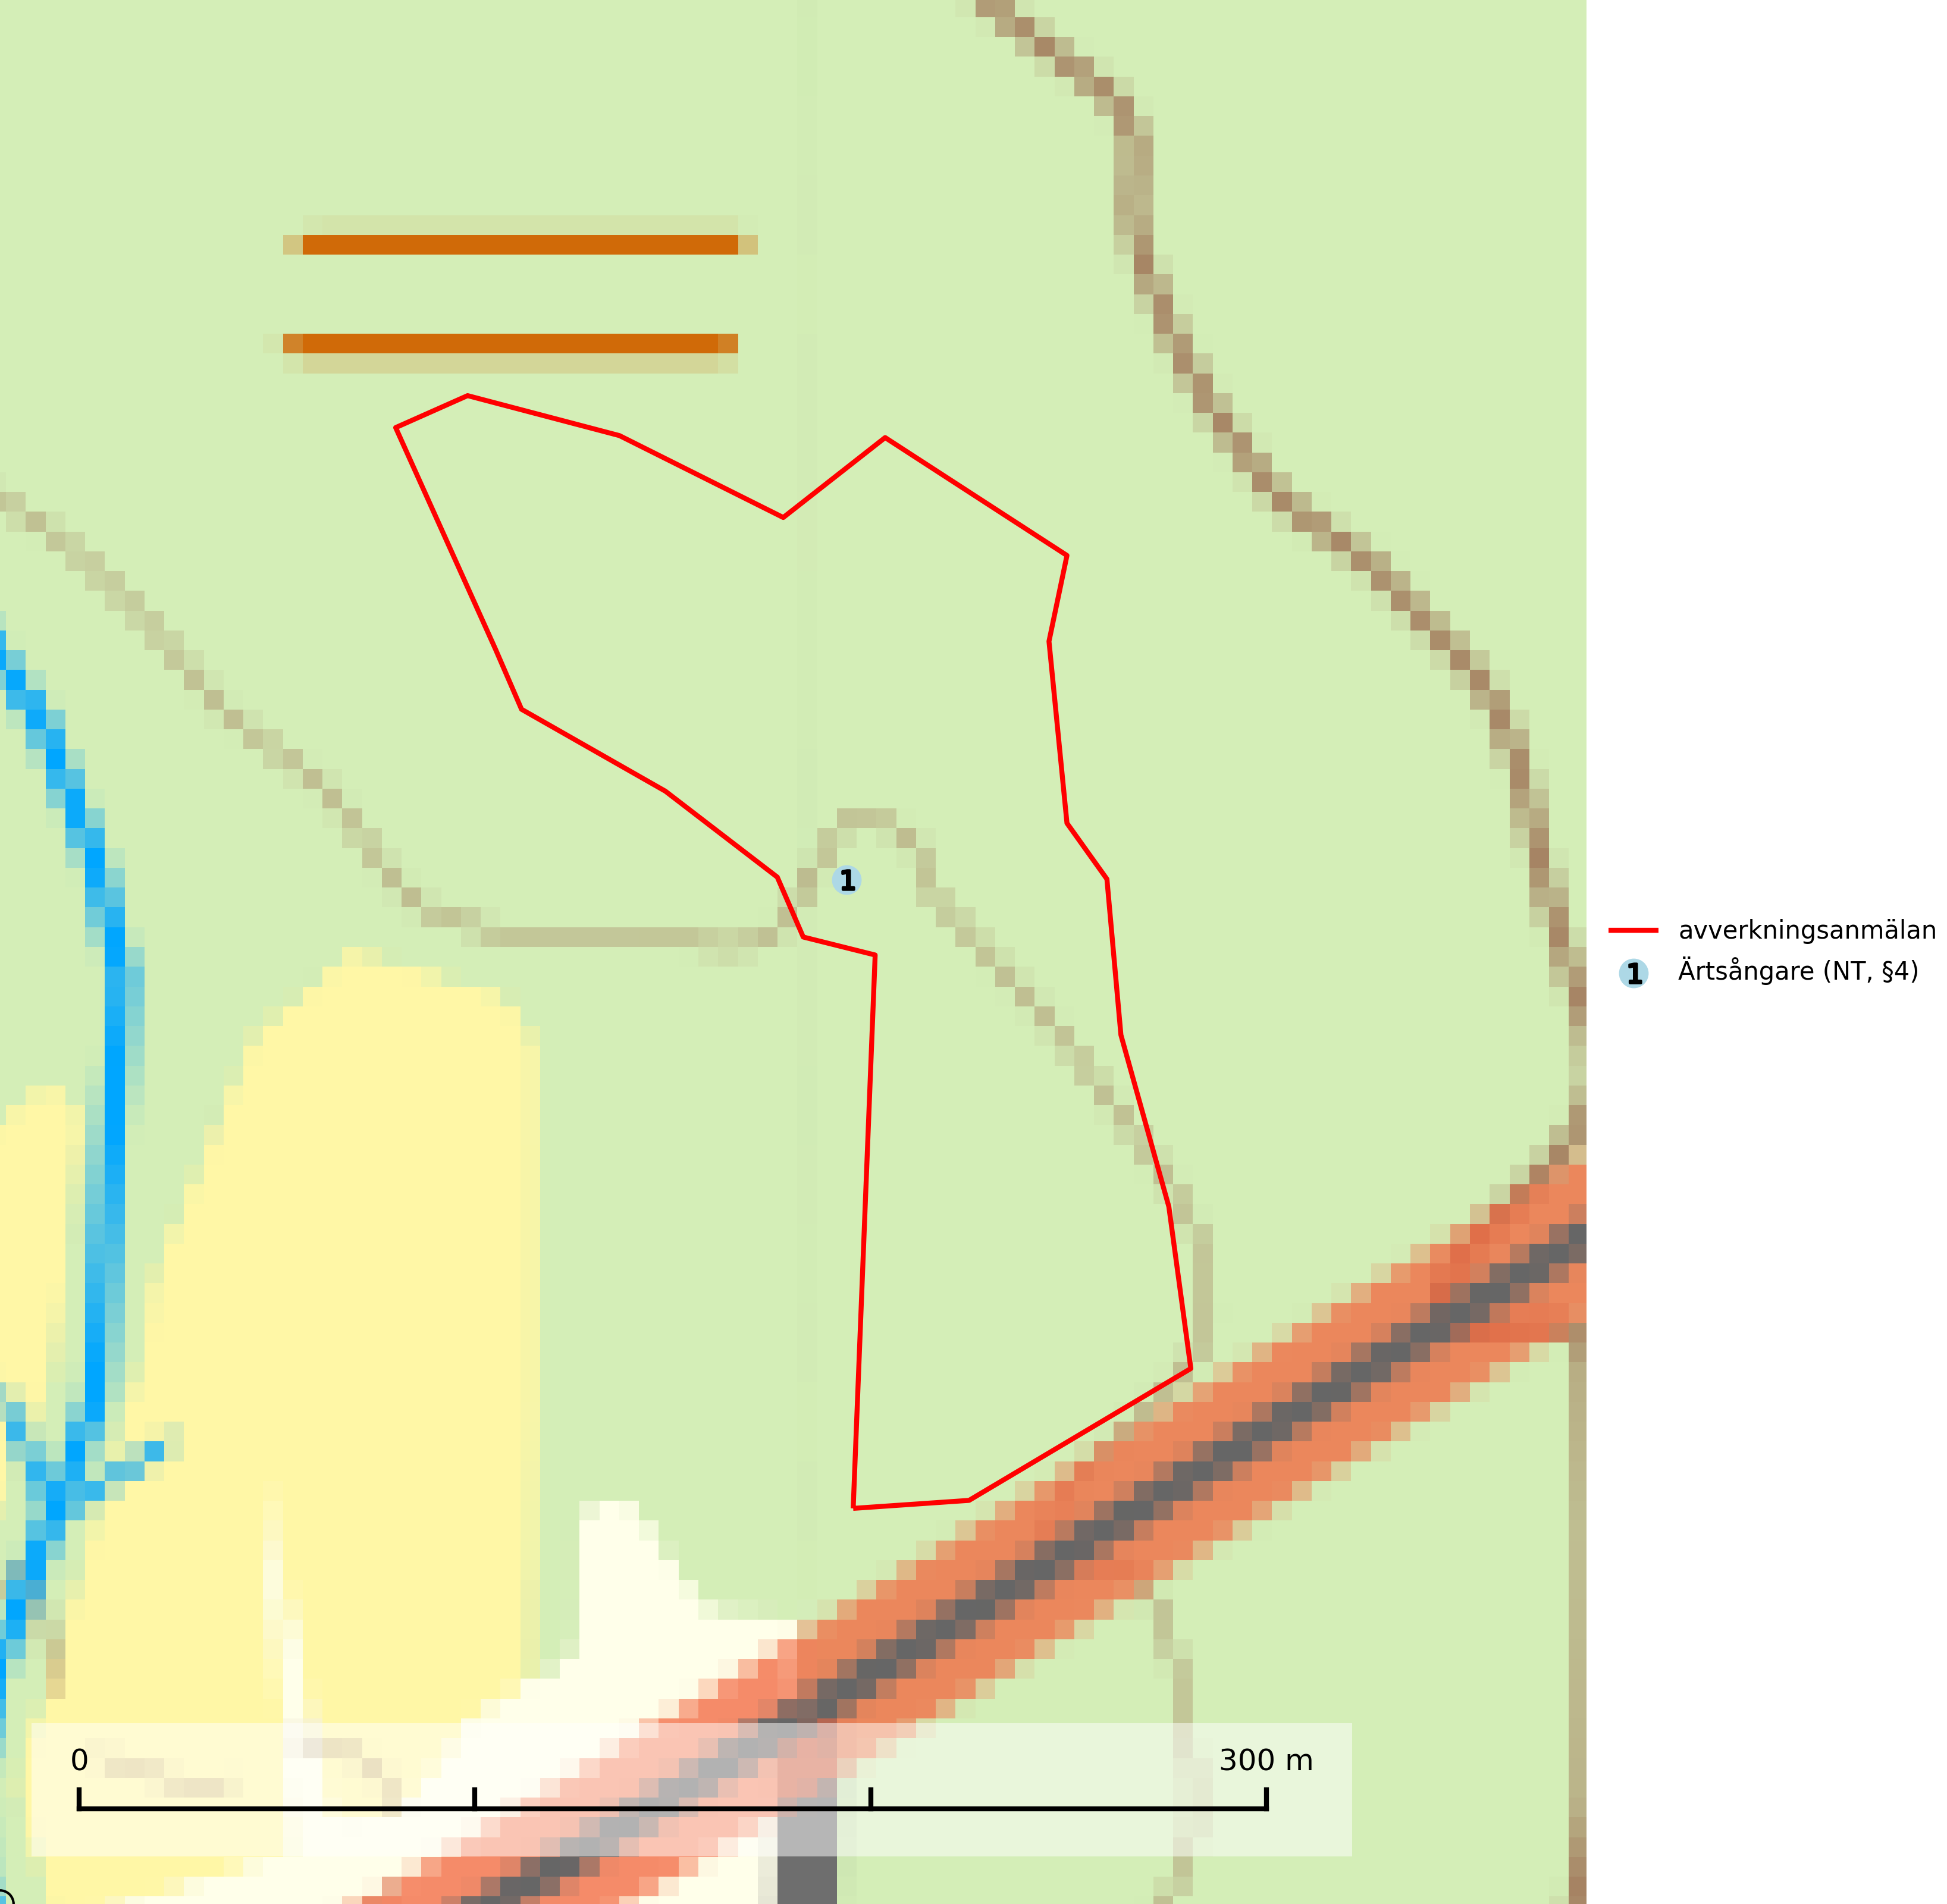 1
avverkningsanmälan
1 Ärtsångare (NT, §4)
0 300 m